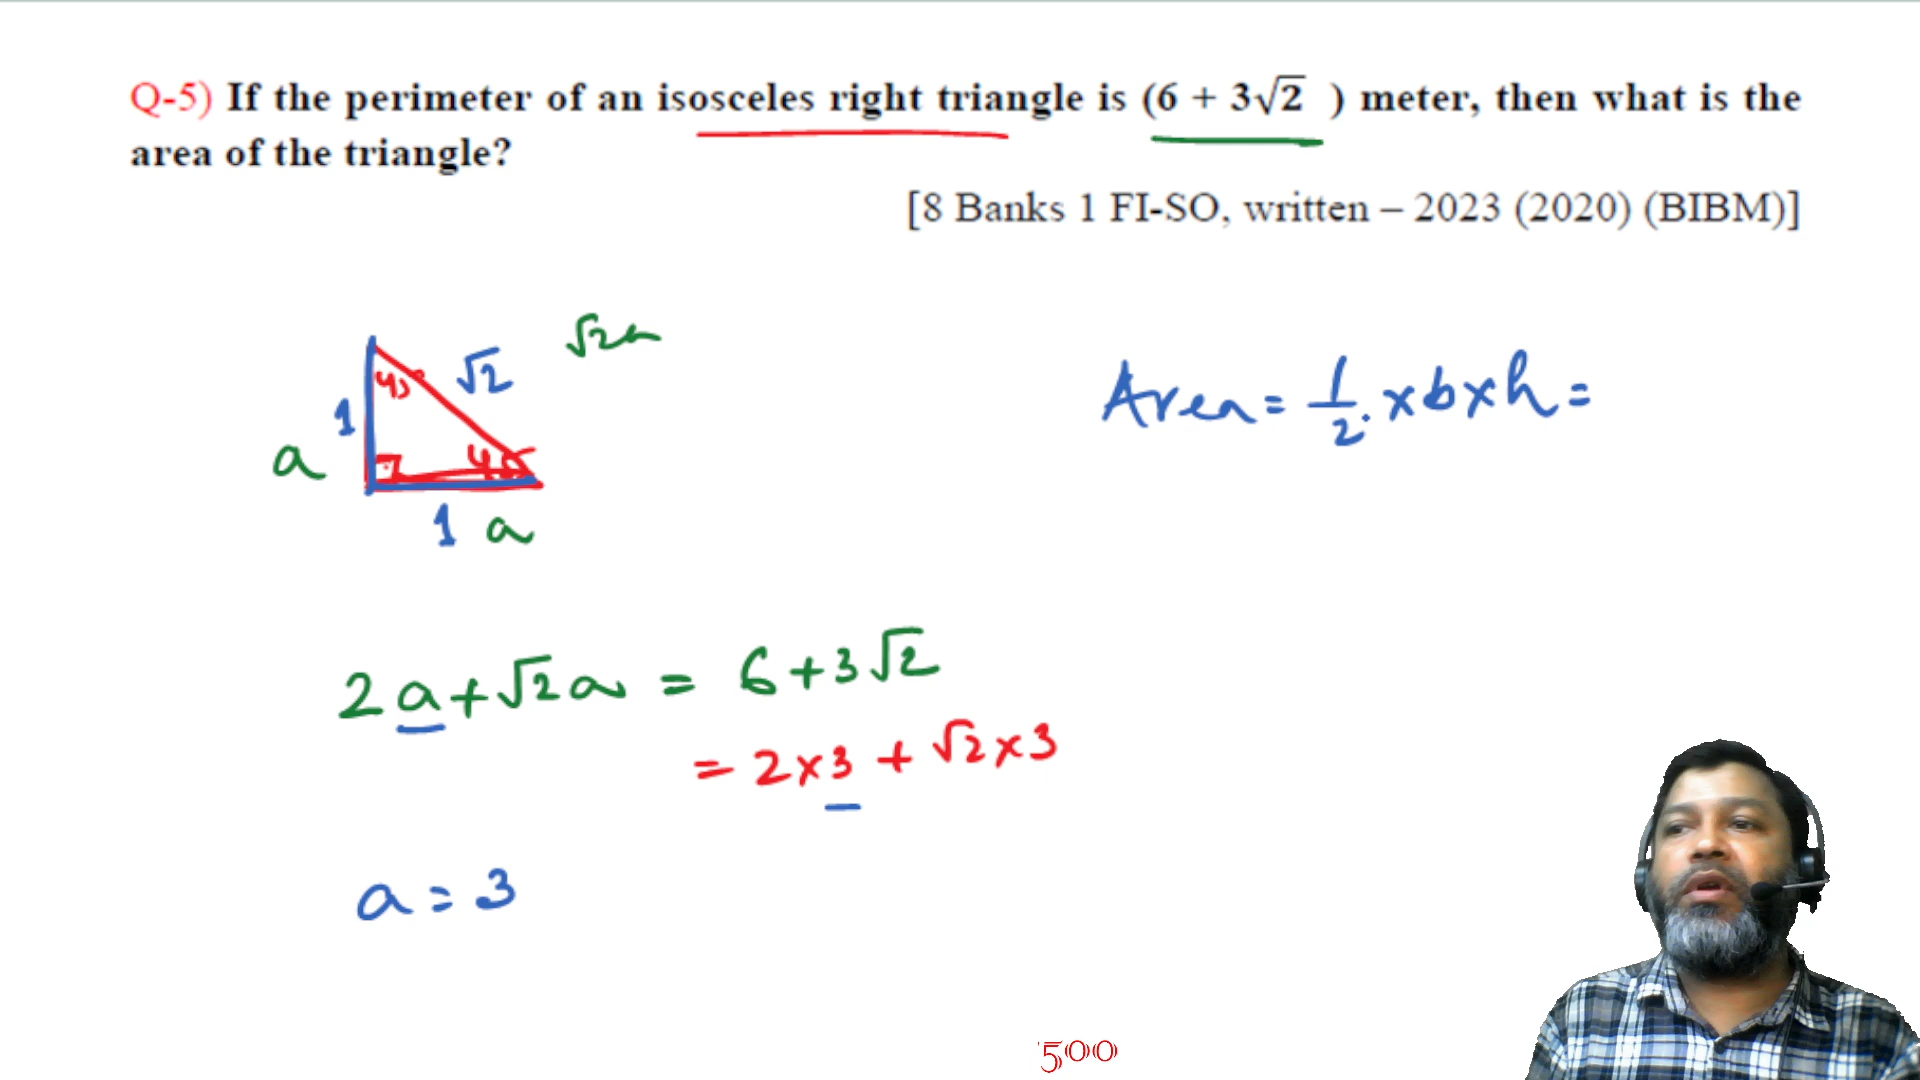 Q-5) If the perimeter of an isosceles right triangle is (6 + 3√2 ) meter, then what is the
area of the triangle?
[8 Banks 1 FI-SO, written – 2023 (2020) (BIBM)]
√2a
45°
√2
1
a
45
1 a
Area = 1/2 × b × h =
2a + √2a = 6 + 3√2
= 2 × 3 + √2 × 3
a = 3
500